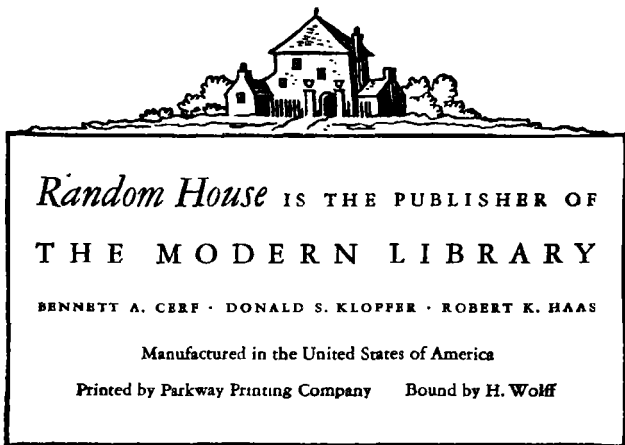 Random House IS THE PUBLISHER OF
THE MODERN LIBRARY
BENNETT A. CERF · DONALD S. KLOPFER · ROBERT K. HAAS
Manufactured in the United States of America
Printed by Parkway Printing Company Bound by H. Wolff